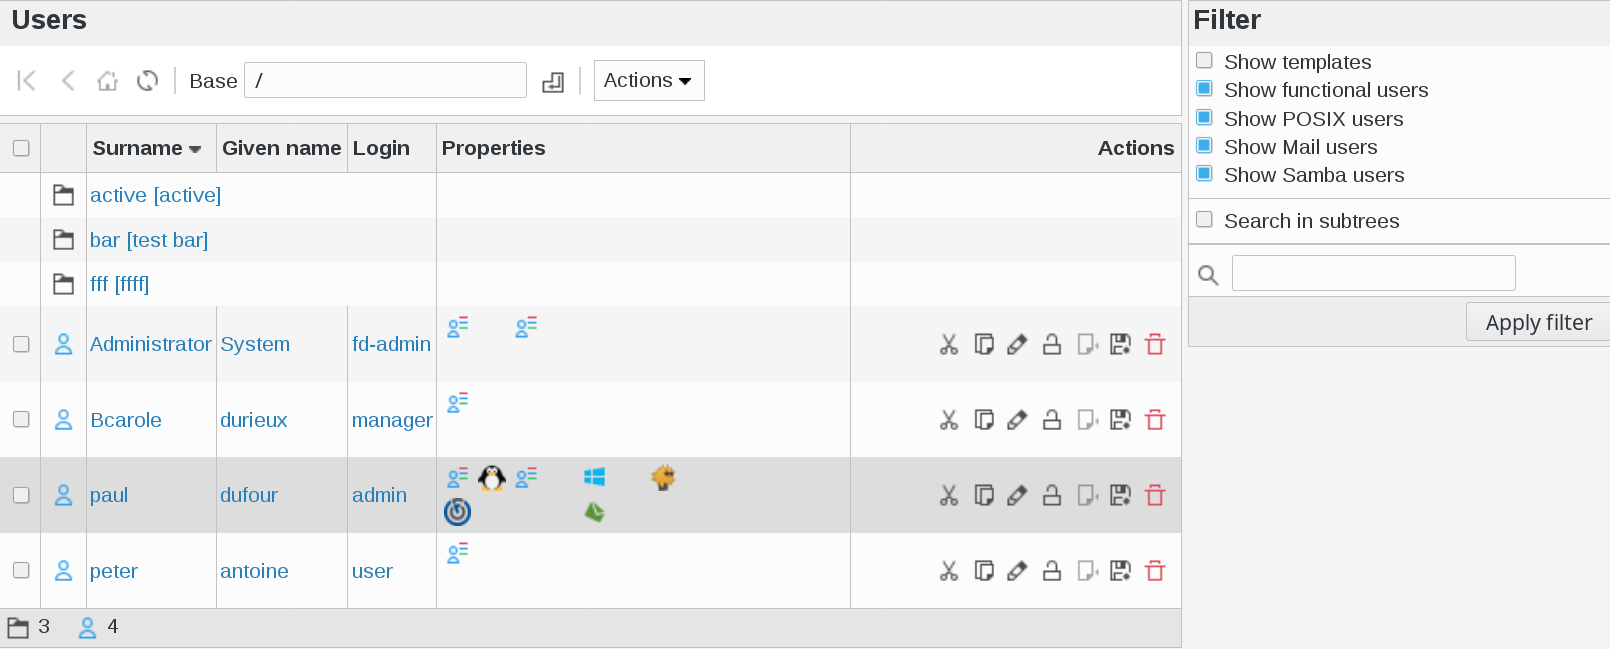 Users
Base / Actions
Surname Given name Login Properties Actions
active [active]
bar [test bar]
fff [ffff]
Administrator System fd-admin
Bcarole durieux manager
paul dufour admin
peter antoine user
3 4
Filter
Show templates
Show functional users
Show POSIX users
Show Mail users
Show Samba users
Search in subtrees
Apply filter